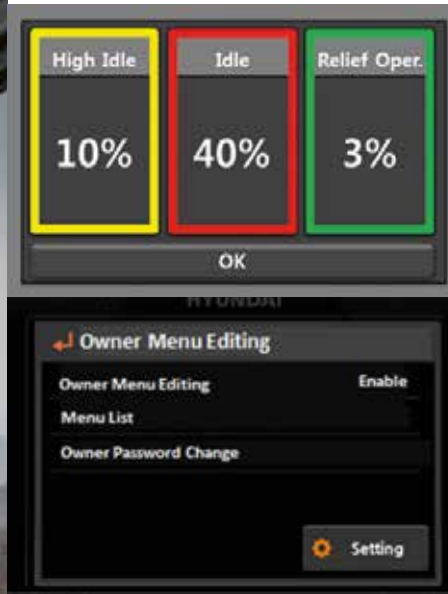 High Idle Idle Relief Oper.
10% 40% 3%
OK
HYUNDAI
Owner Menu Editing
Owner Menu Editing Enable
Menu List
Owner Password Change
Setting